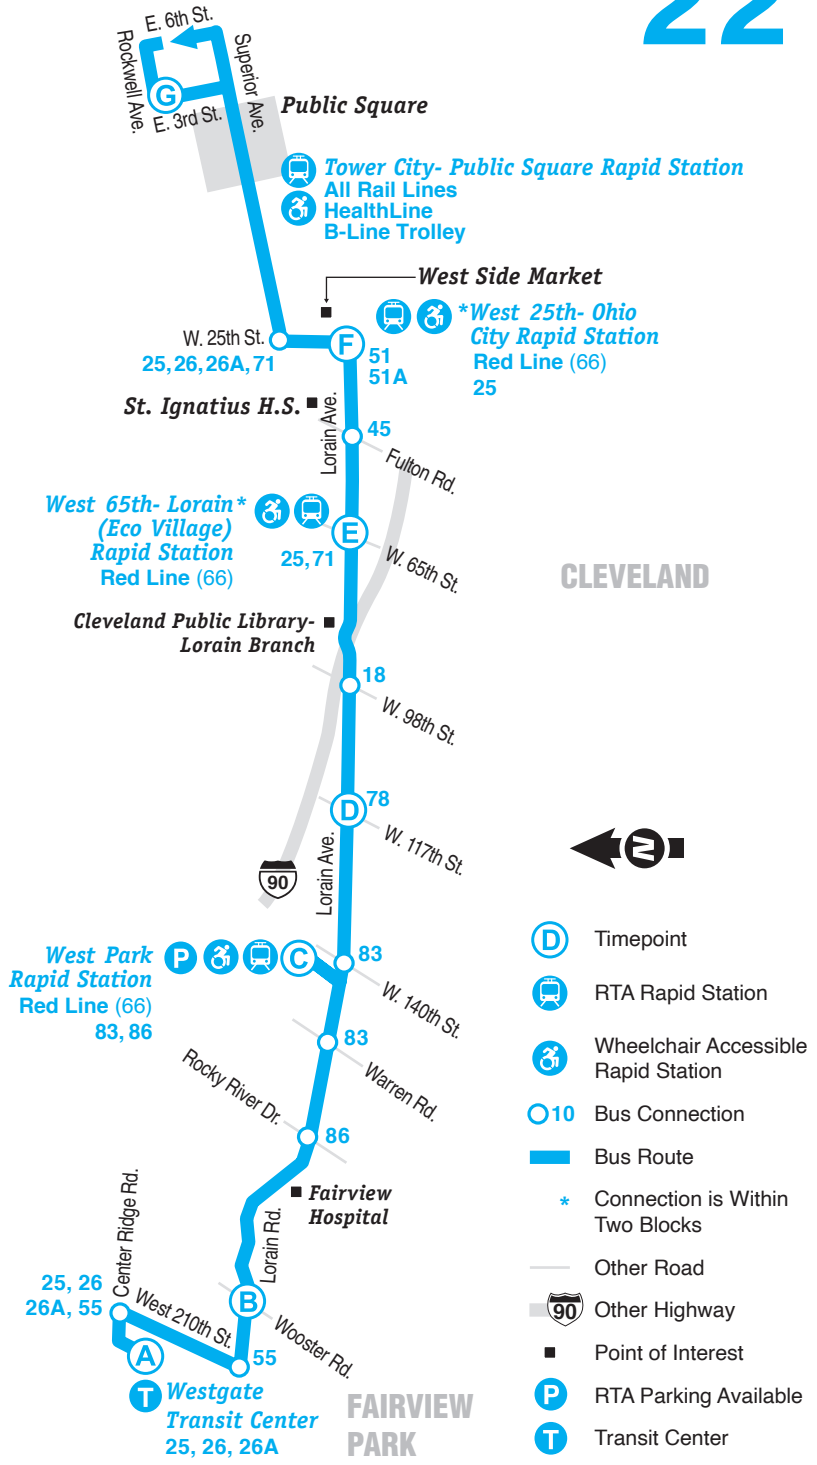 22
E. 6th St.
Rockwell Ave.
Superior Ave.
G
E. 3rd St.
Public Square
Tower City- Public Square Rapid Station
All Rail Lines
HealthLine
B-Line Trolley
West Side Market
*West 25th- Ohio
City Rapid Station
Red Line (66)
25
W. 25th St.
25, 26, 26A, 71
F
51
51A
St. Ignatius H.S.
Lorain Ave.
45
Fulton Rd.
West 65th- Lorain*
(Eco Village)
Rapid Station
Red Line (66)
E
25, 71
W. 65th St.
CLEVELAND
Cleveland Public Library-
Lorain Branch
18
W. 98th St.
D
78
W. 117th St.
Lorain Ave.
90
N
West Park
Rapid Station
Red Line (66)
83, 86
P
C
83
W. 140th St.
83
Warren Rd.
Rocky River Dr.
86
Fairview
Hospital
Lorain Rd.
Center Ridge Rd.
25, 26
26A, 55
West 210th St.
B
Wooster Rd.
A
55
T
Westgate
Transit Center
25, 26, 26A
FAIRVIEW
PARK
D
Timepoint
RTA Rapid Station
Wheelchair Accessible
Rapid Station
10 Bus Connection
Bus Route
* Connection is Within
Two Blocks
Other Road
90 Other Highway
Point of Interest
P RTA Parking Available
T Transit Center